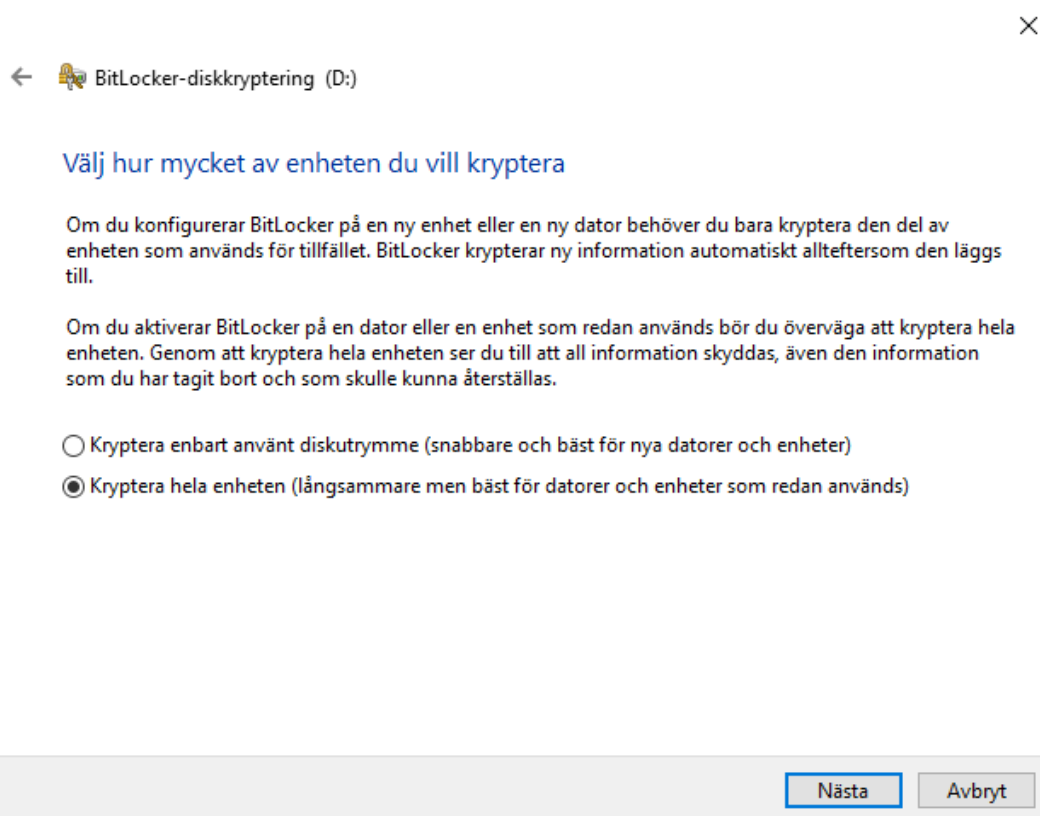 BitLocker-diskkryptering (D:)
Välj hur mycket av enheten du vill kryptera
Om du konfigurerar BitLocker på en ny enhet eller en ny dator behöver du bara kryptera den del av
enheten som används för tillfället. BitLocker krypterar ny information automatiskt allteftersom den läggs
till.
Om du aktiverar BitLocker på en dator eller en enhet som redan används bör du överväga att kryptera hela
enheten. Genom att kryptera hela enheten ser du till att all information skyddas, även den information
som du har tagit bort och som skulle kunna återställas.
Kryptera enbart använt diskutrymme (snabbare och bäst för nya datorer och enheter)
Kryptera hela enheten (långsammare men bäst för datorer och enheter som redan används)
Nästa
Avbryt